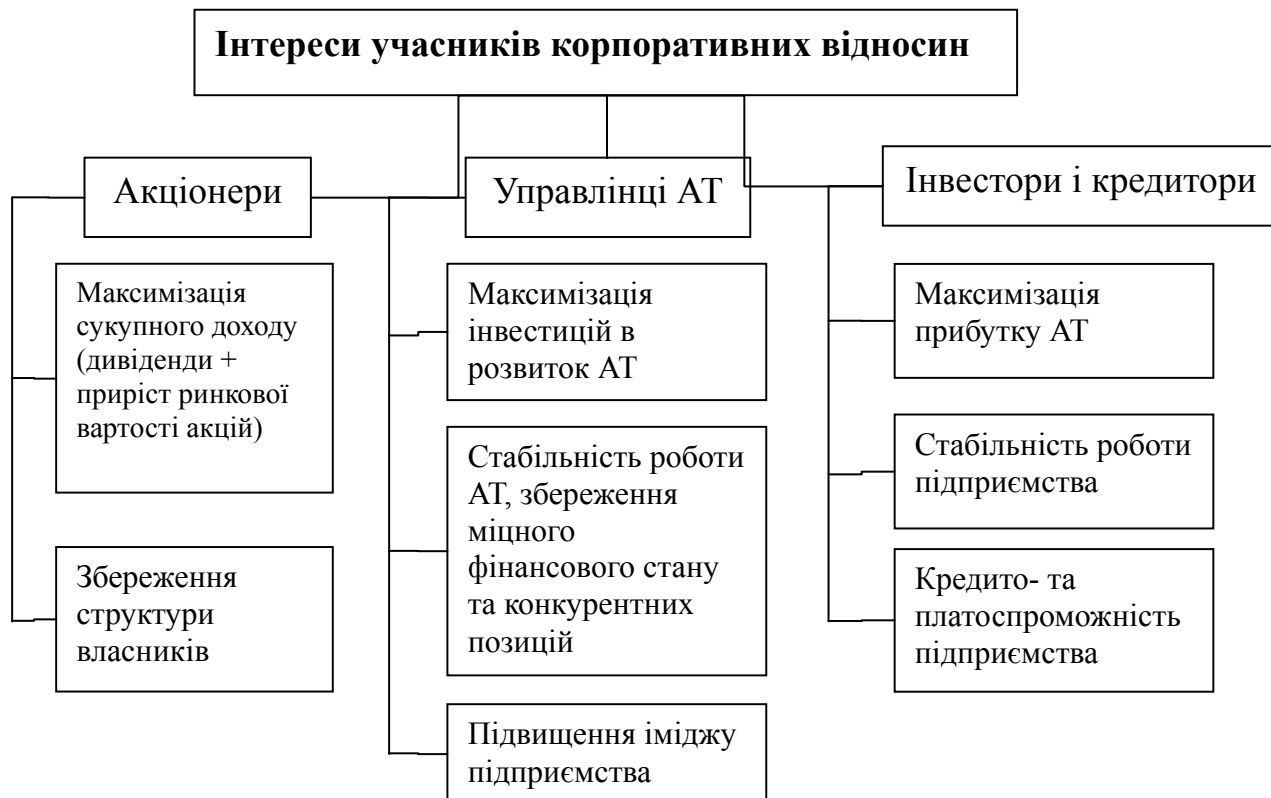 Інтереси учасників корпоративних відносин
Акціонери
Управлінці АТ
Інвестори і кредитори
Максимізація
сукупного доходу
(дивіденди +
приріст ринкової
вартості акцій)
Збереження
структури
власників
Максимізація
інвестицій в
розвиток АТ
Стабільність роботи
АТ, збереження
міцного
фінансового стану
та конкурентних
позицій
Підвищення іміджу
підприємства
Максимізація
прибутку АТ
Стабільність роботи
підприємства
Кредито- та
платоспроможність
підприємства